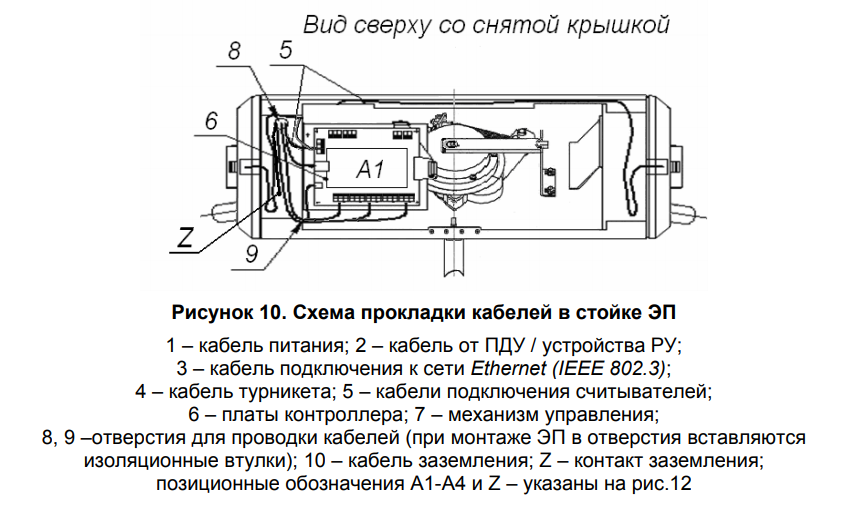 Вид сверху со снятой крышкой
8
5
6
A1
Z
9
Рисунок 10. Схема прокладки кабелей в стойке ЭП
1 – кабель питания; 2 – кабель от ПДУ / устройства РУ;
3 – кабель подключения к сети Ethernet (IEEE 802.3);
4 – кабель турникета; 5 – кабели подключения считывателей;
6 – платы контроллера; 7 – механизм управления;
8, 9 –отверстия для проводки кабелей (при монтаже ЭП в отверстия вставляются
изоляционные втулки); 10 – кабель заземления; Z – контакт заземления;
позиционные обозначения А1-А4 и Z – указаны на рис.12